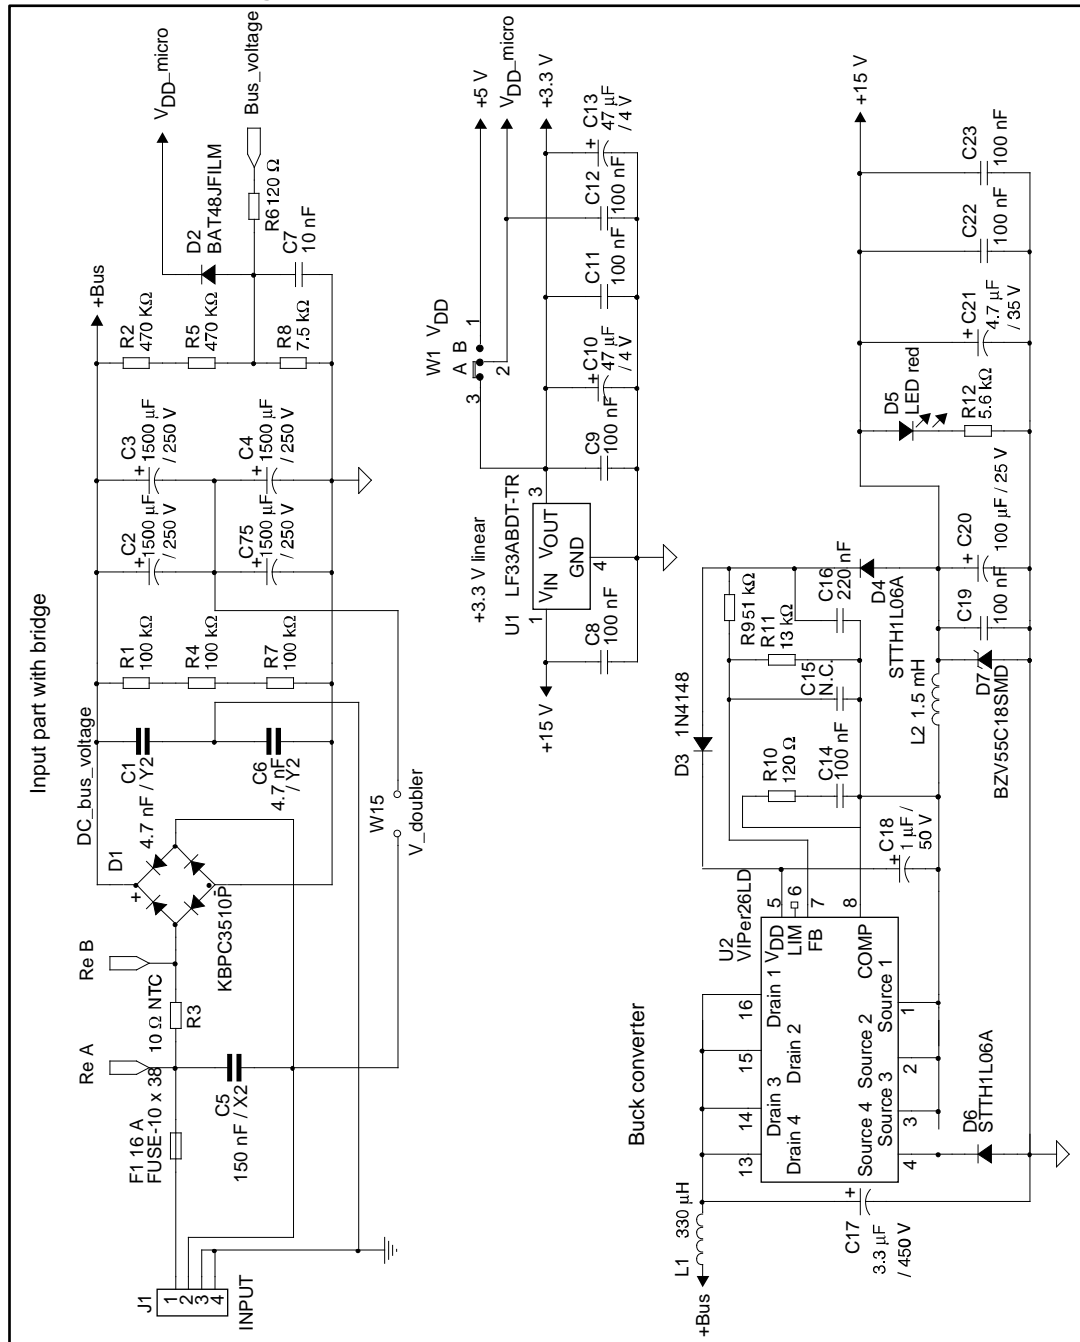 Input part with bridge
J1
1
2
3
4
INPUT
F1 16 A
FUSE-10 x 38
Re A
Re B
10 Ω NTC
R3
C5
150 nF / X2
D1
+
-
KBPC3510P
DC_bus_voltage
C1
4.7 nF / Y2
C6
4.7 nF
/ Y2
W15
V_doubler
R1
100 kΩ
R4
100 kΩ
R7
100 kΩ
C2
+
1500 µF
/ 250 V
C75
+
1500 µF
/ 250 V
C3
+
1500 µF
/ 250 V
C4
+
1500 µF
/ 250 V
+Bus
R2
470 KΩ
R5
470 KΩ
R8
7.5 kΩ
D2
BAT48JFILM
VDD_micro
Bus_voltage
R6 120 Ω
C7
10 nF
+3.3 V linear
U1 LF33ABDT-TR
VIN
VOUT
GND
1
3
4
+15 V
C8
100 nF
C9
100 nF
C10
+
47 µF
/ 4 V
C11
100 nF
C12
100 nF
C13
+
47 µF
/ 4 V
W1 VDD
A B
3
2
1
+5 V
VDD_micro
+3.3 V
Buck converter
+Bus
L1
330 µH
C17
+
3.3 µF
/ 450 V
13
14
15
16
Drain 4
Drain 3
Drain 2
Drain 1
Source 4
Source 3
Source 2
Source 1
4
3
2
1
U2
VIPer26LD
VDD
LIM
FB
COMP
5
6
7
8
D6
STTH1L06A
C18
+
1 µF /
50 V
D3
1N4148
R10
120 Ω
C14
100 nF
C15
N.C.
R9 51 kΩ
R11
13 kΩ
C16
220 nF
D4
STTH1L06A
L2 1.5 mH
D7
BZV55C18SMD
C19
100 nF
C20
+
100 µF / 25 V
D5
LED red
R12
5.6 kΩ
C21
+
4.7 µF
/ 35 V
C22
100 nF
C23
100 nF
+15 V